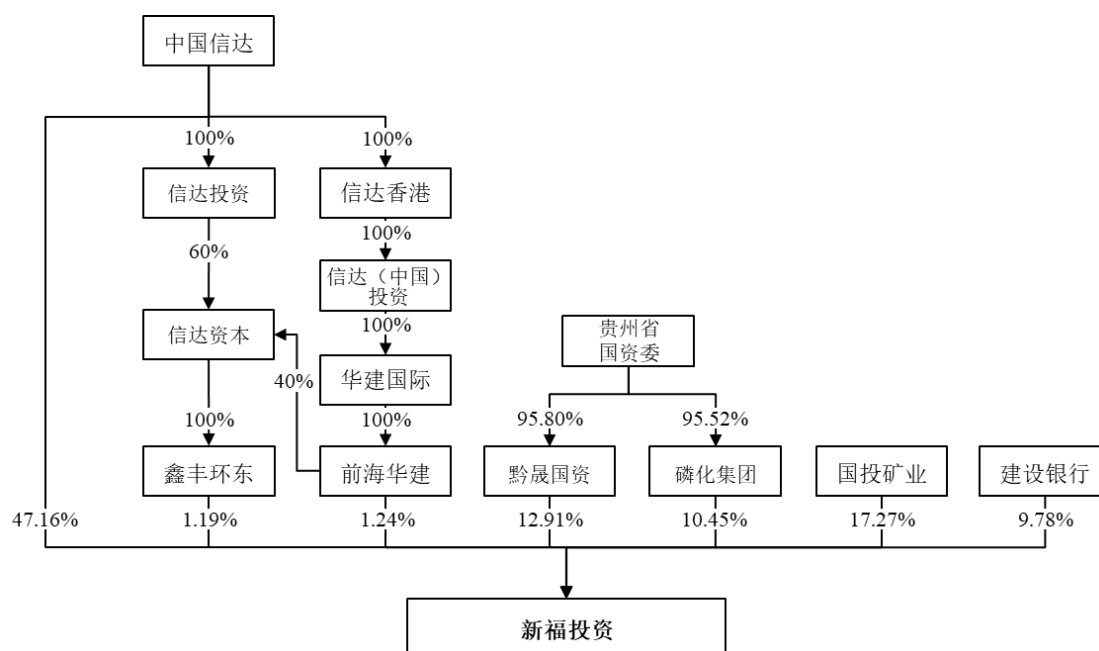 中国信达
100%
100%
信达投资
信达香港
60%
100%
信达（中国）
投资
信达资本
100%
贵州省
国资委
40%
华建国际
100%
100%
95.80%
95.52%
鑫丰环东
前海华建
黔晟国资
磷化集团
国投矿业
建设银行
47.16%
1.19%
1.24%
12.91%
10.45%
17.27%
9.78%
新福投资